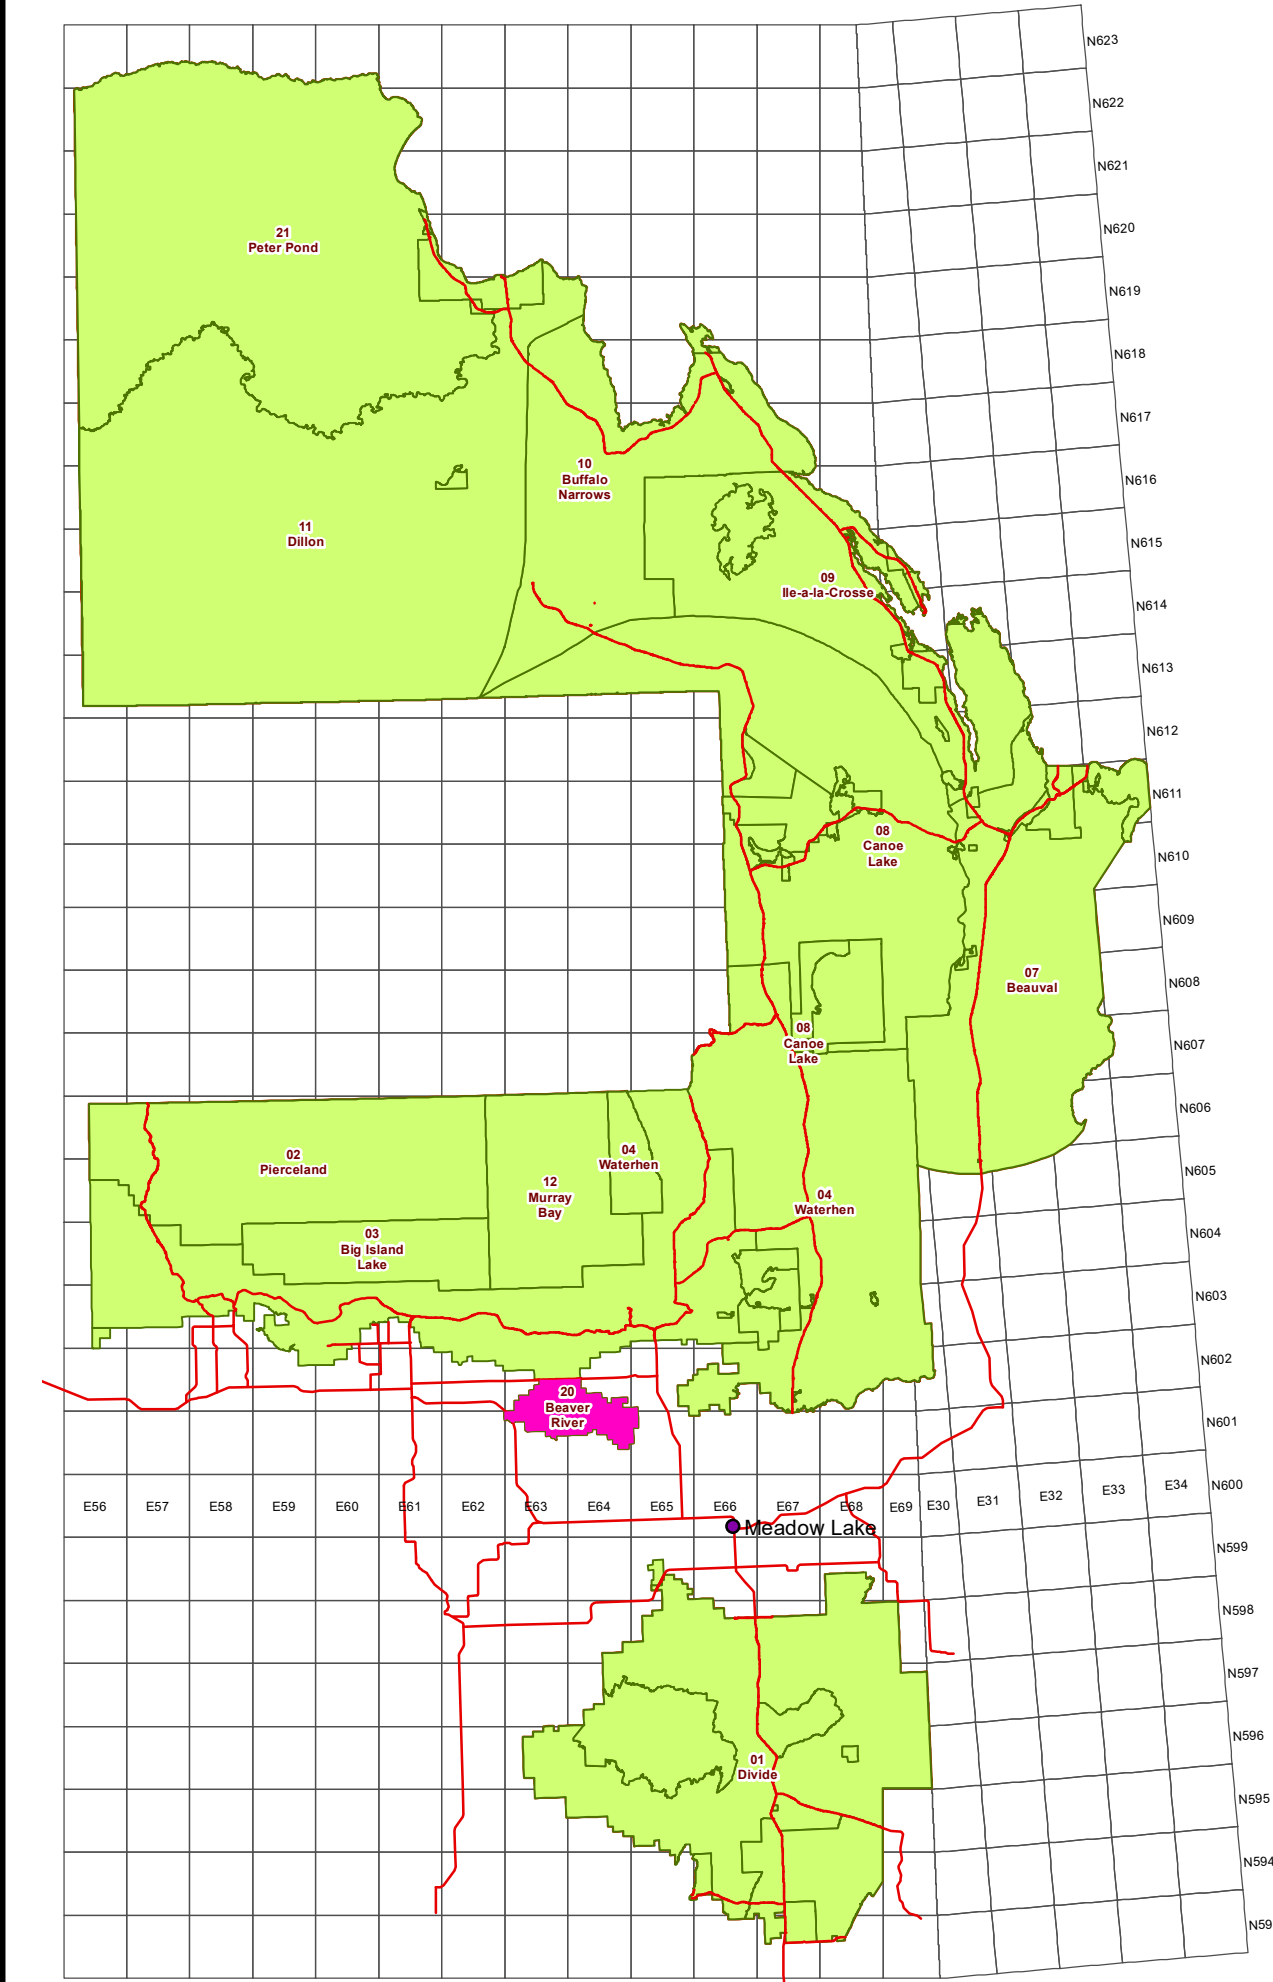 N623
N622
N621
N620
N619
N618
N617
N616
N615
N614
N613
N612
N611
N610
N609
N608
N607
N606
N605
N604
N603
N602
N601
N600
N599
N598
N597
N596
N595
N594
N59
21
Peter Pond
10
Buffalo
Narrows
11
Dillon
09
Ile-a-la-Crosse
08
Canoe
Lake
07
Beauval
08
Canoe
Lake
02
Pierceland
04
Waterhen
12
Murray
Bay
04
Waterhen
03
Big Island
Lake
20
Beaver
River
E56
E57
E58
E59
E60
E61
E62
E63
E64
E65
E66
E67
E68
E69
E30
E31
E32
E33
E34
Meadow Lake
01
Divide